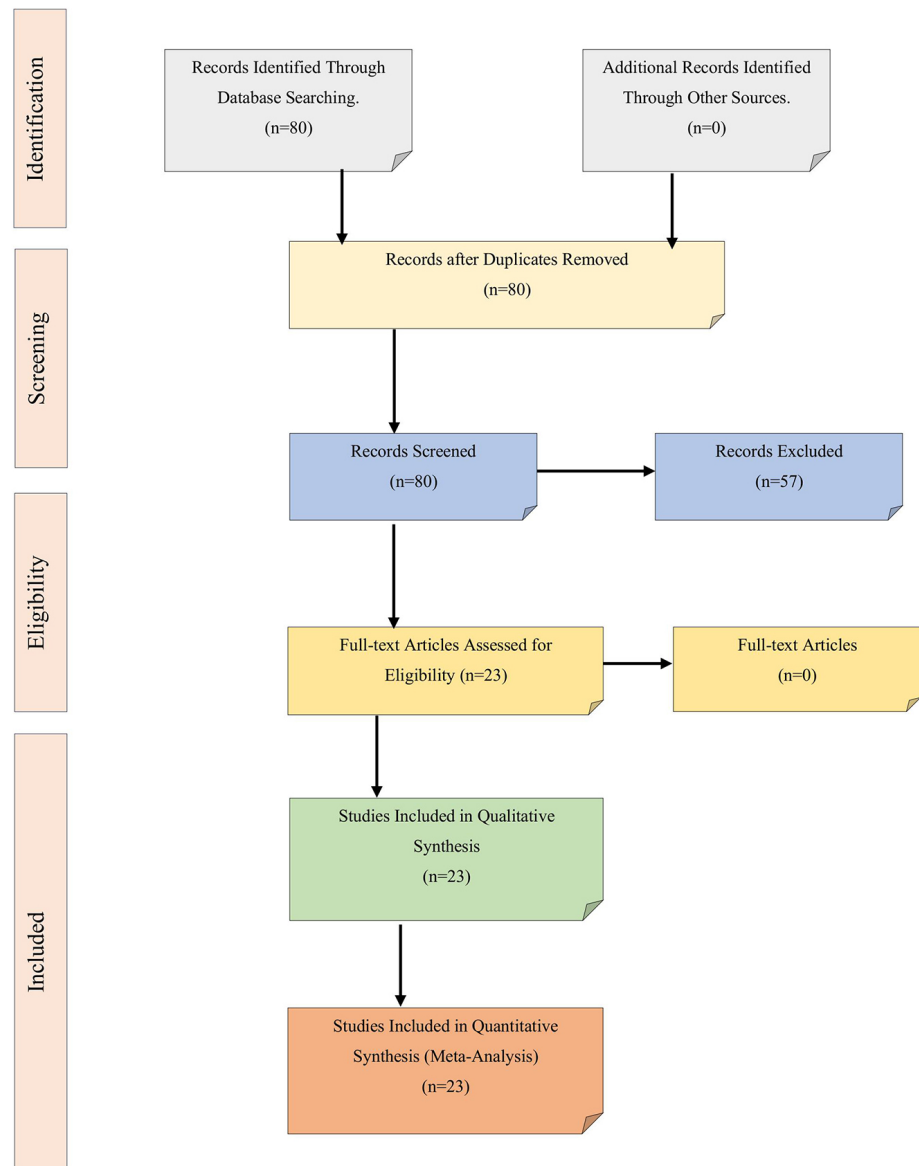 Identification
Records Identified Through
Database Searching.
(n=80)
Additional Records Identified
Through Other Sources.
(n=0)
Screening
Records after Duplicates Removed
(n=80)
Records Screened
(n=80)
Records Excluded
(n=57)
Eligibility
Full-text Articles Assessed for
Eligibility (n=23)
Full-text Articles
(n=0)
Included
Studies Included in Qualitative
Synthesis
(n=23)
Studies Included in Quantitative
Synthesis (Meta-Analysis)
(n=23)